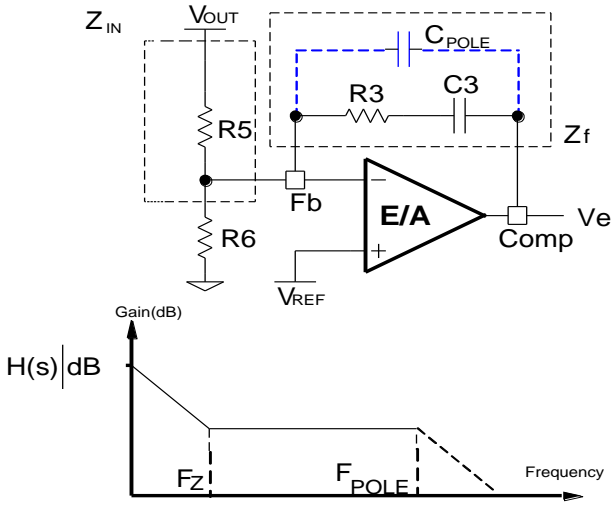 ZIN
VOUT
CPOLE
R3
C3
R5
Zf
Fb
E/A
Ve
R6
Comp
VREF
Gain(dB)
H(s)|dB
FZ
FPOLE
Frequency